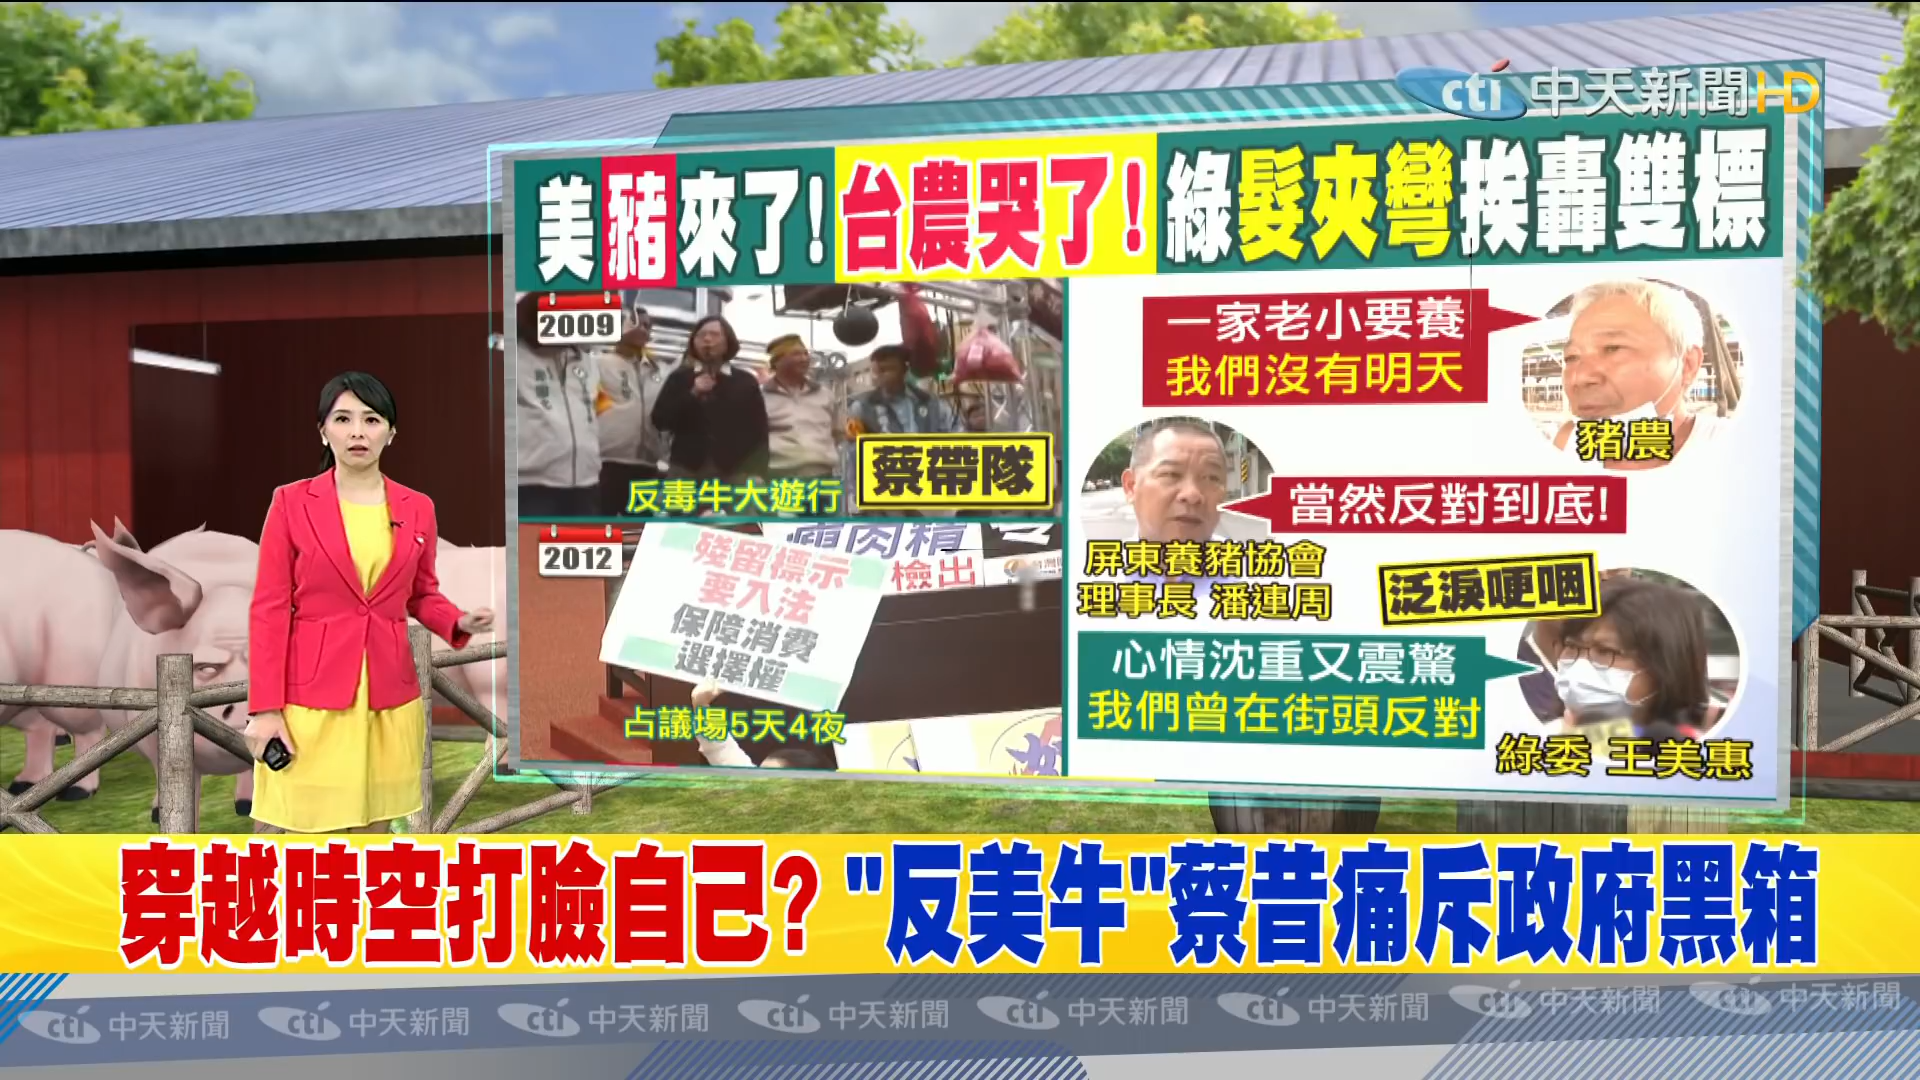 cti 中天新聞 HD
美豬來了!台農哭了!綠髮夾彎挨轟雙標
2009
反毒牛大遊行
蔡帶隊
2012
瘦肉精
檢出
殘留標示
要入法
保障消費
選擇權
占議場5天4夜
一家老小要養
我們沒有明天
豬農
當然反對到底!
屏東養豬協會
理事長 潘連周
泛淚哽咽
心情沈重又震驚
我們曾在街頭反對
綠委 王美惠
穿越時空打臉自己?"反美牛"蔡昔痛斥政府黑箱
cti 中天新聞 cti 中天新聞 cti 中天新聞 cti 中天新聞 cti 中天新聞 cti 中天新聞 cti 中天新聞 cti 中天新聞